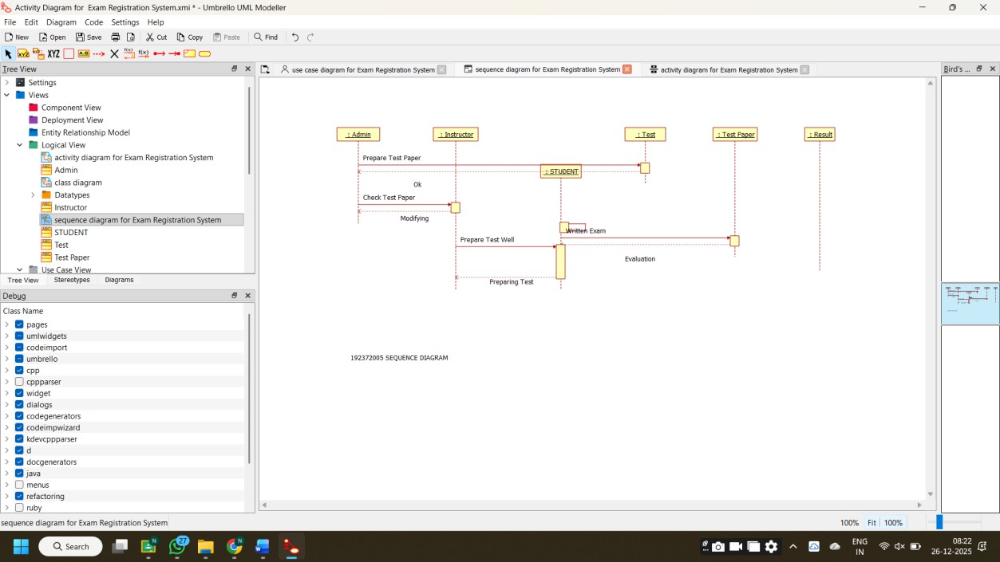 Activity Diagram for  Exam Registration System.xmi * - Umbrello UML Modeller
File Edit Diagram Code Settings Help
New Open Save Cut Copy Paste Find
XYZ XYZ A:B f(x) f(x)
Tree View
use case diagram for Exam Registration System
sequence diagram for Exam Registration System
activity diagram for Exam Registration System
Bird's ...
Settings
Views
Component View
Deployment View
Entity Relationship Model
Logical View
activity diagram for Exam Registration System
Admin
class diagram
Datatypes
Instructor
sequence diagram for Exam Registration System
STUDENT
Test
Test Paper
Use Case View
Tree View Stereotypes Diagrams
Debug
Class Name
pages
umlwidgets
codeimport
umbrello
cpp
cppparser
widget
dialogs
codegenerators
codeimpwizard
kdevcppparser
d
docgenerators
java
menus
refactoring
ruby
: Admin : Instructor : Test : Test Paper : Result
Prepare Test Paper
: STUDENT
Ok
Check Test Paper
Modifying
Written Exam
Prepare Test Well
Evaluation
Preparing Test
192372005 SEQUENCE DIAGRAM
sequence diagram for Exam Registration System
100% Fit 100%
Search
27
ENG
IN
08:22
26-12-2025